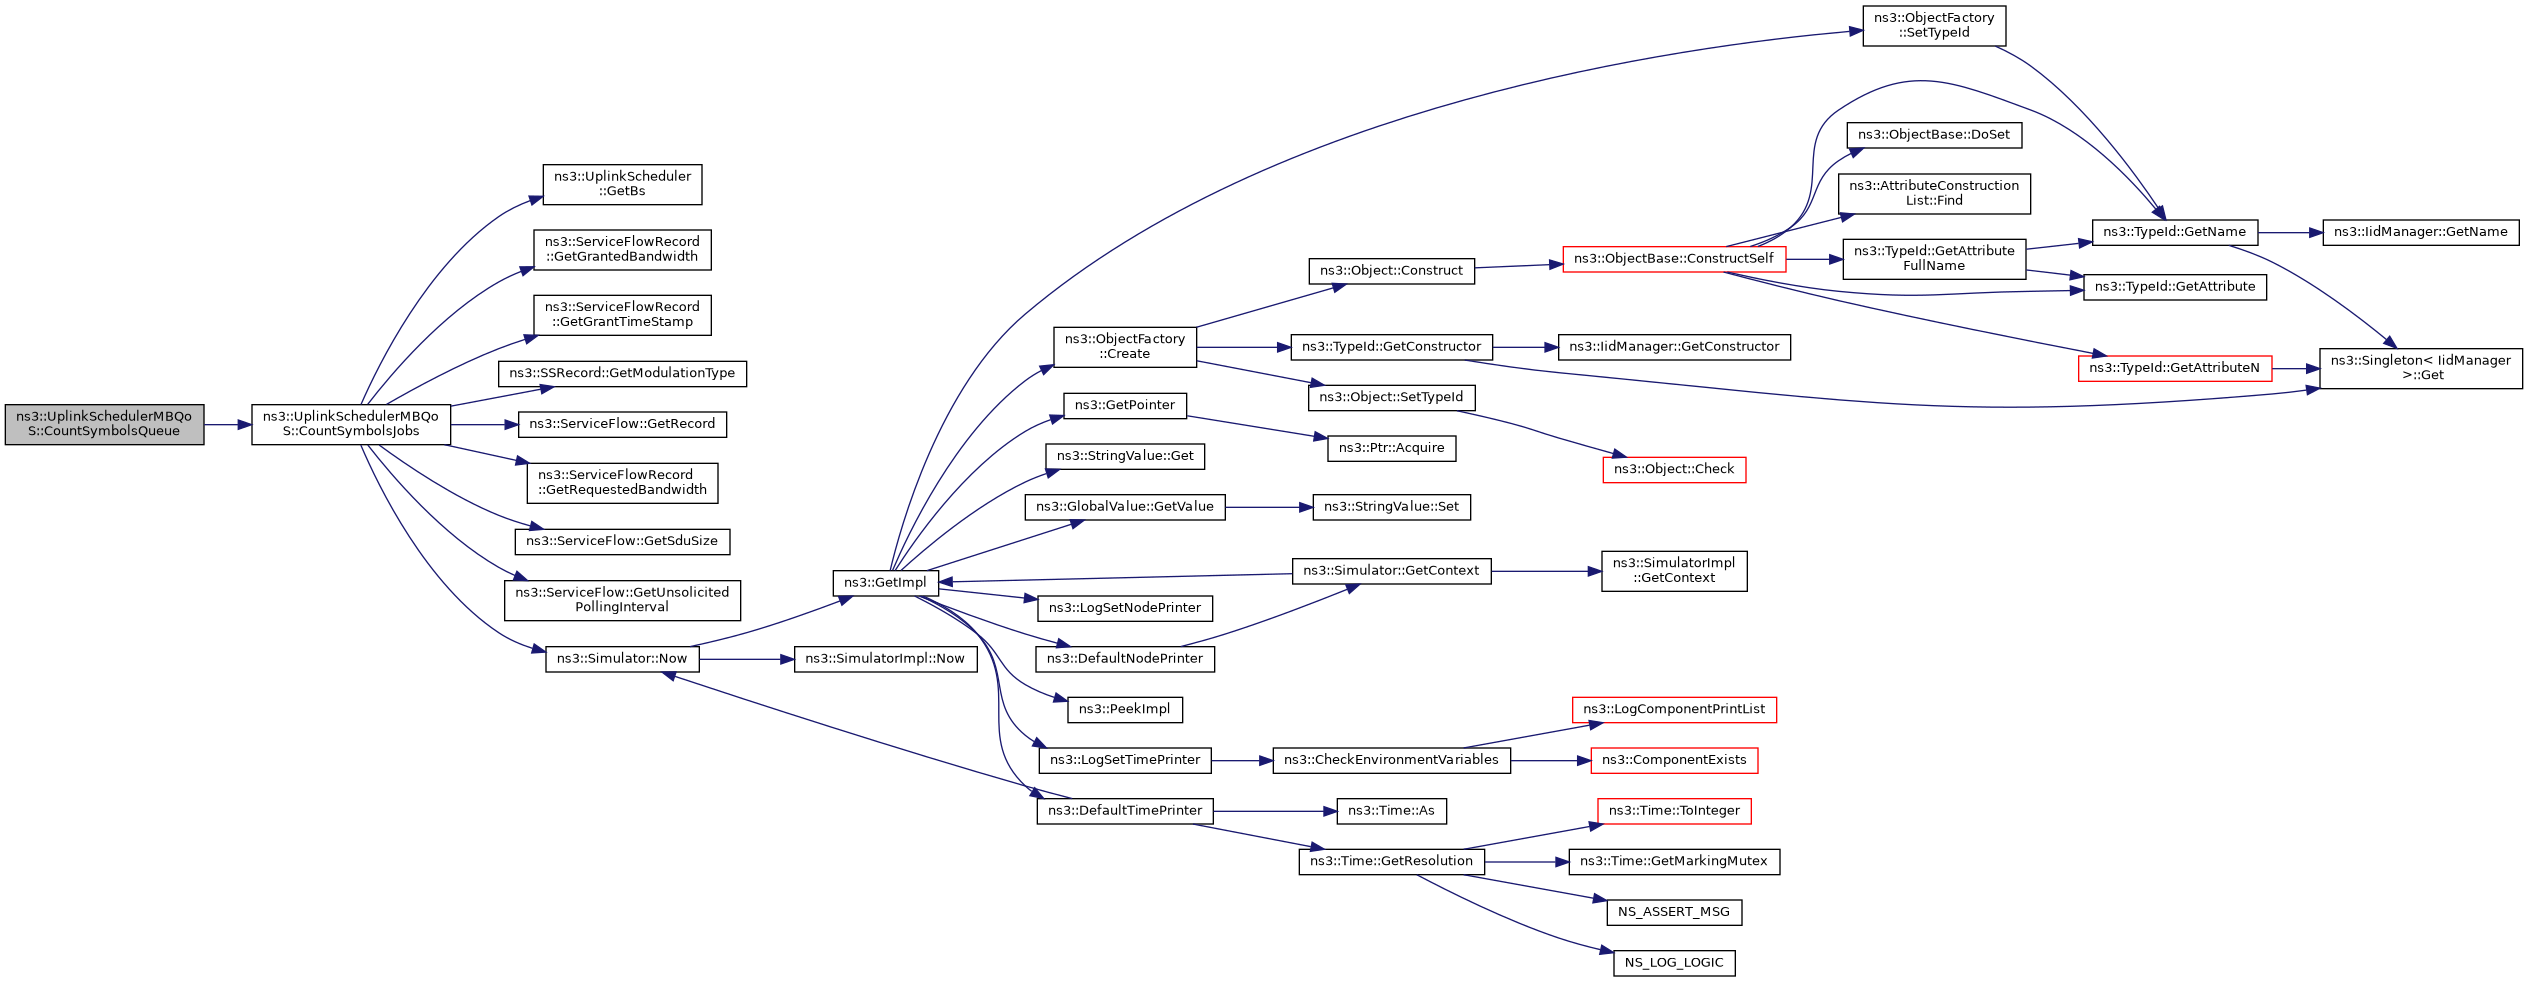 ns3::UplinkSchedulerMBQo
S::CountSymbolsQueue
ns3::UplinkSchedulerMBQo
S::CountSymbolsJobs
ns3::UplinkScheduler
::GetBs
ns3::ServiceFlowRecord
::GetGrantedBandwidth
ns3::ServiceFlowRecord
::GetGrantTimeStamp
ns3::SSRecord::GetModulationType
ns3::ServiceFlow::GetRecord
ns3::ServiceFlowRecord
::GetRequestedBandwidth
ns3::ServiceFlow::GetSduSize
ns3::ServiceFlow::GetUnsolicited
PollingInterval
ns3::Simulator::Now
ns3::GetImpl
ns3::SimulatorImpl::Now
ns3::ObjectFactory
::Create
ns3::GetPointer
ns3::StringValue::Get
ns3::GlobalValue::GetValue
ns3::LogSetNodePrinter
ns3::DefaultNodePrinter
ns3::PeekImpl
ns3::LogSetTimePrinter
ns3::DefaultTimePrinter
ns3::Object::Construct
ns3::TypeId::GetConstructor
ns3::Object::SetTypeId
ns3::Ptr::Acquire
ns3::StringValue::Set
ns3::Simulator::GetContext
ns3::CheckEnvironmentVariables
ns3::Time::As
ns3::Time::GetResolution
ns3::ObjectBase::ConstructSelf
ns3::IidManager::GetConstructor
ns3::Object::Check
ns3::SimulatorImpl
::GetContext
ns3::LogComponentPrintList
ns3::ComponentExists
ns3::Time::ToInteger
ns3::Time::GetMarkingMutex
NS_ASSERT_MSG
NS_LOG_LOGIC
ns3::ObjectFactory
::SetTypeId
ns3::ObjectBase::DoSet
ns3::AttributeConstruction
List::Find
ns3::TypeId::GetAttribute
FullName
ns3::TypeId::GetName
ns3::TypeId::GetAttribute
ns3::TypeId::GetAttributeN
ns3::IidManager::GetName
ns3::Singleton< IidManager
>::Get